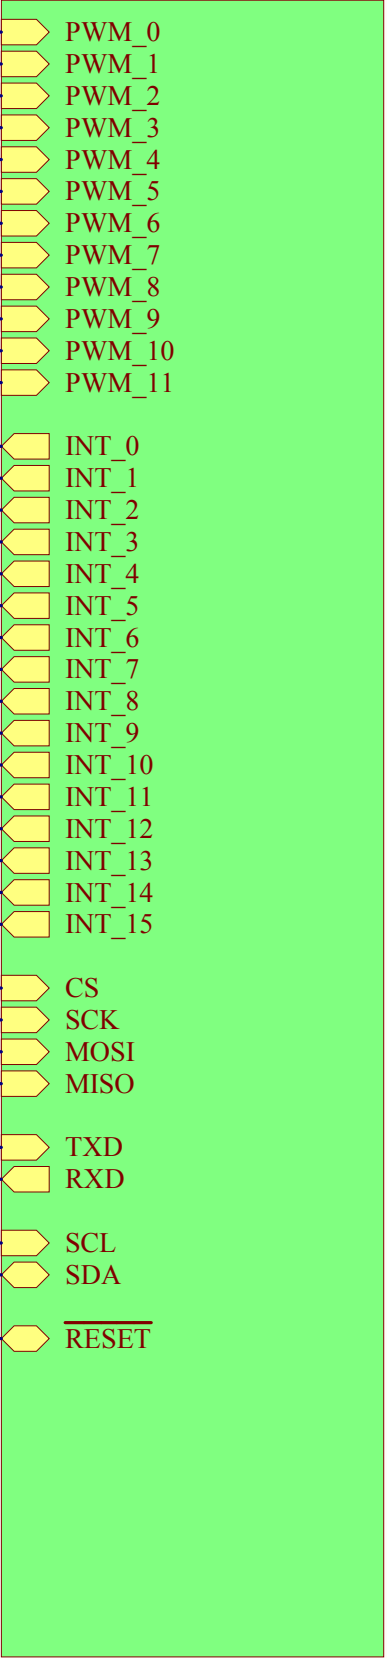 PWM_0
PWM_1
PWM_2
PWM_3
PWM_4
PWM_5
PWM_6
PWM_7
PWM_8
PWM_9
PWM_10
PWM_11
INT_0
INT_1
INT_2
INT_3
INT_4
INT_5
INT_6
INT_7
INT_8
INT_9
INT_10
INT_11
INT_12
INT_13
INT_14
INT_15
CS
SCK
MOSI
MISO
TXD
RXD
SCL
SDA
RESET